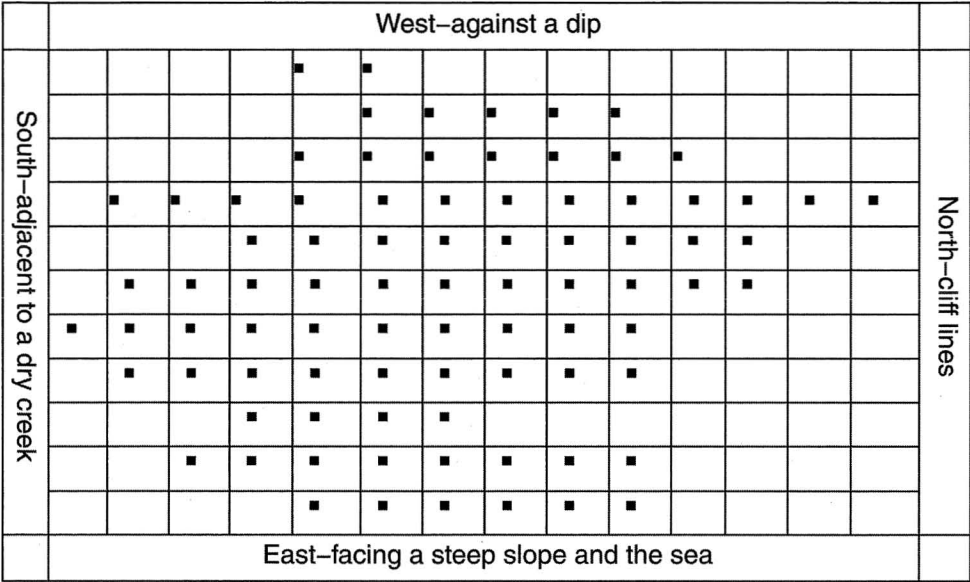 West–against a dip
South–adjacent to a dry creek
North–cliff lines
East–facing a steep slope and the sea